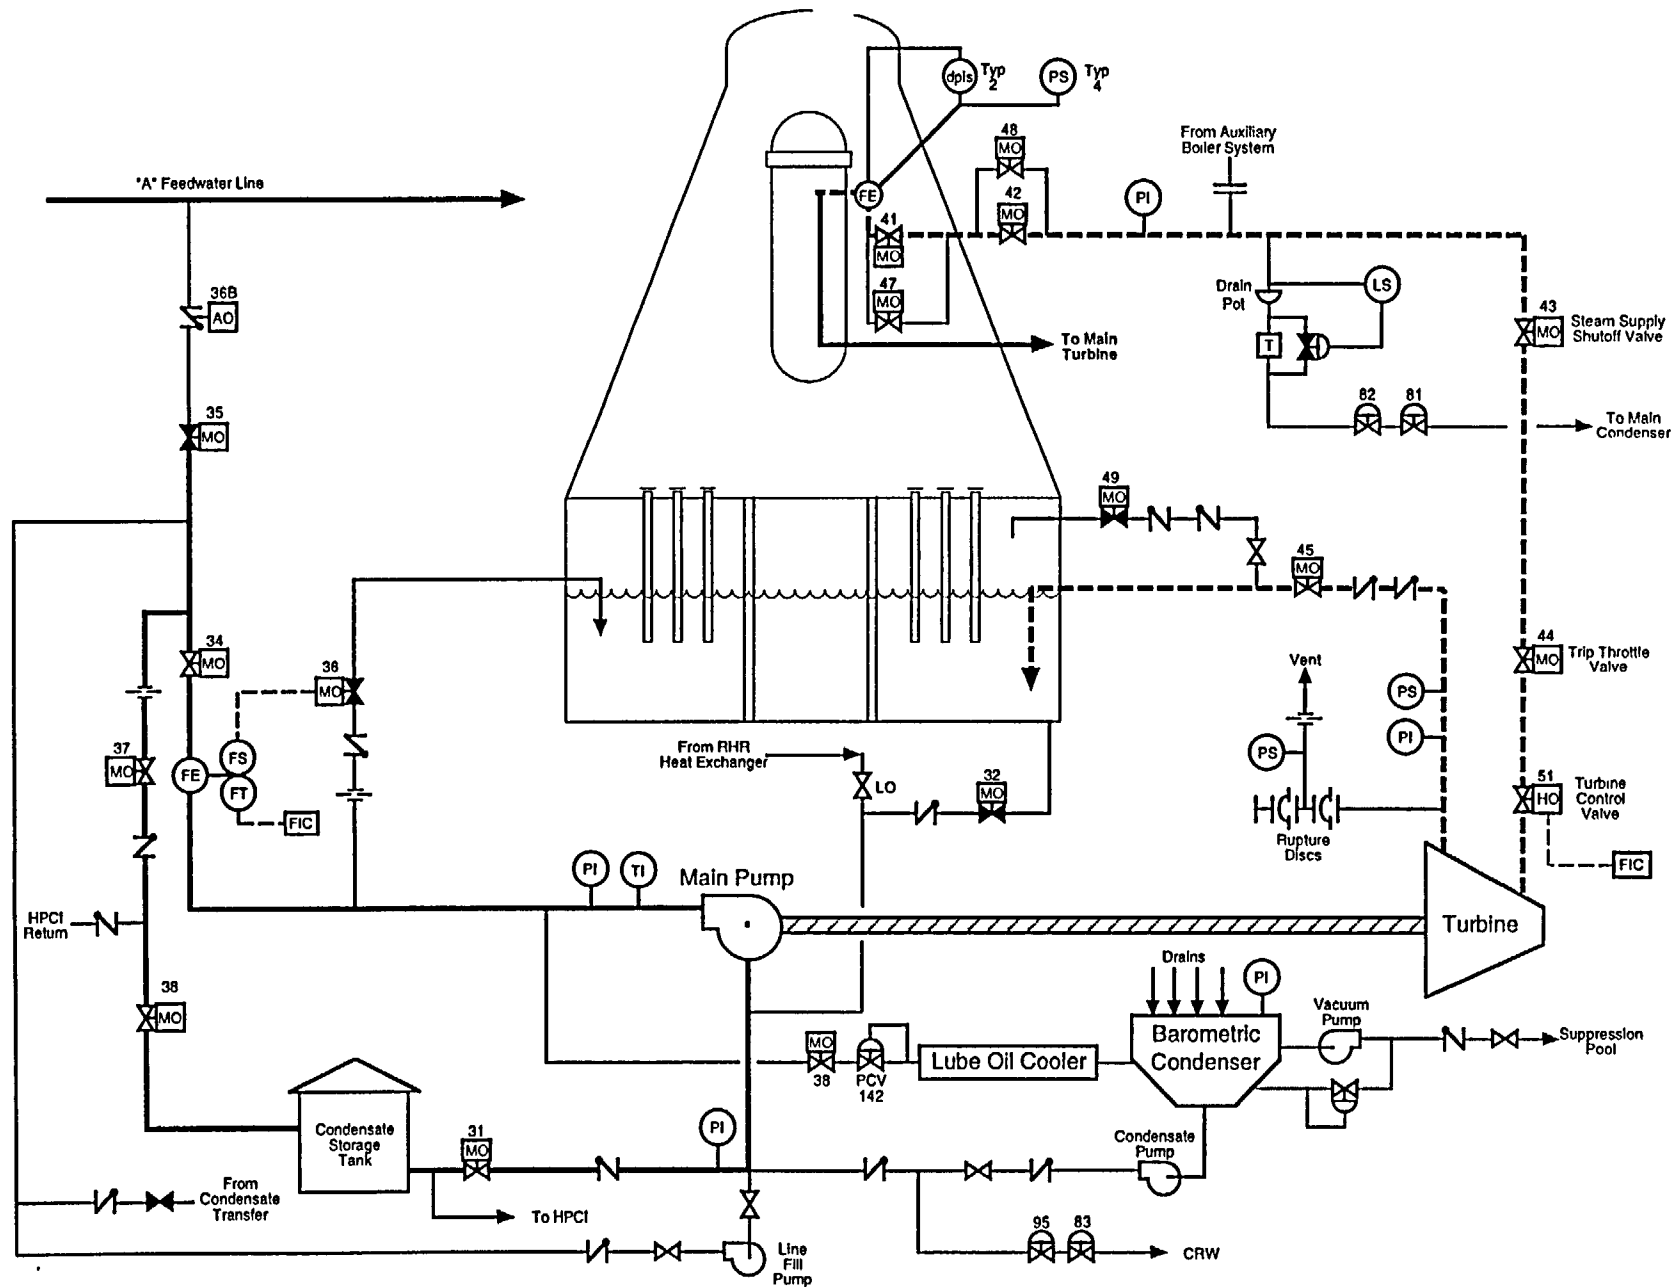 dpis
Typ
2
PS
Typ
4
48
MO
From Auxiliary
Boiler System
"A" Feedwater Line
FE
42
MO
PI
41
MO
36B
AO
47
MO
Drain
Pot
LS
43
MO
Steam Supply
Shutoff Valve
To Main
Turbine
T
35
MO
82
81
To Main
Condenser
49
MO
45
MO
34
MO
36
MO
44
MO
Trip Throttle
Valve
Vent
PS
PI
37
MO
FE
FS
FT
FIC
From RHR
Heat Exchanger
LO
32
MO
PS
Rupture
Discs
51
HO
Turbine
Control
Valve
FIC
PI
TI
Main Pump
HPCI
Return
Turbine
38
MO
Drains
PI
Vacuum
Pump
Barometric
Condenser
Lube Oil Cooler
MO
38
PCV
142
Suppression
Pool
Condensate
Storage
Tank
31
MO
PI
Condensate
Pump
From
Condensate
Transfer
To HPCI
Line
Fill
Pump
95
83
CRW